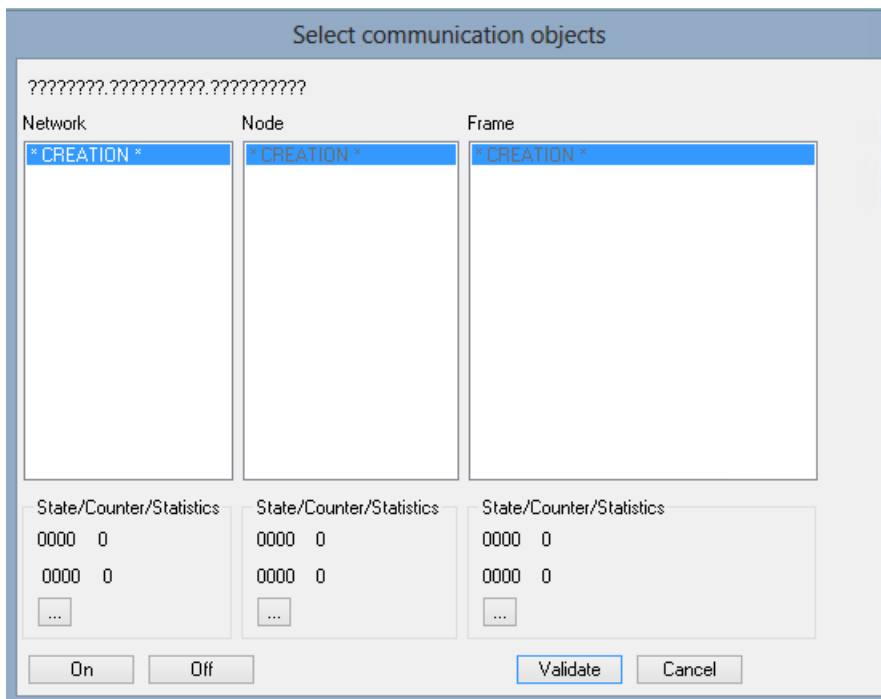 Select communication objects
????????.??????????.??????????
Network Node Frame
* CREATION * * CREATION * * CREATION *
State/Counter/Statistics State/Counter/Statistics State/Counter/Statistics
0000 0 0000 0 0000 0
0000 0 0000 0 0000 0
... ... ...
On Off Validate Cancel